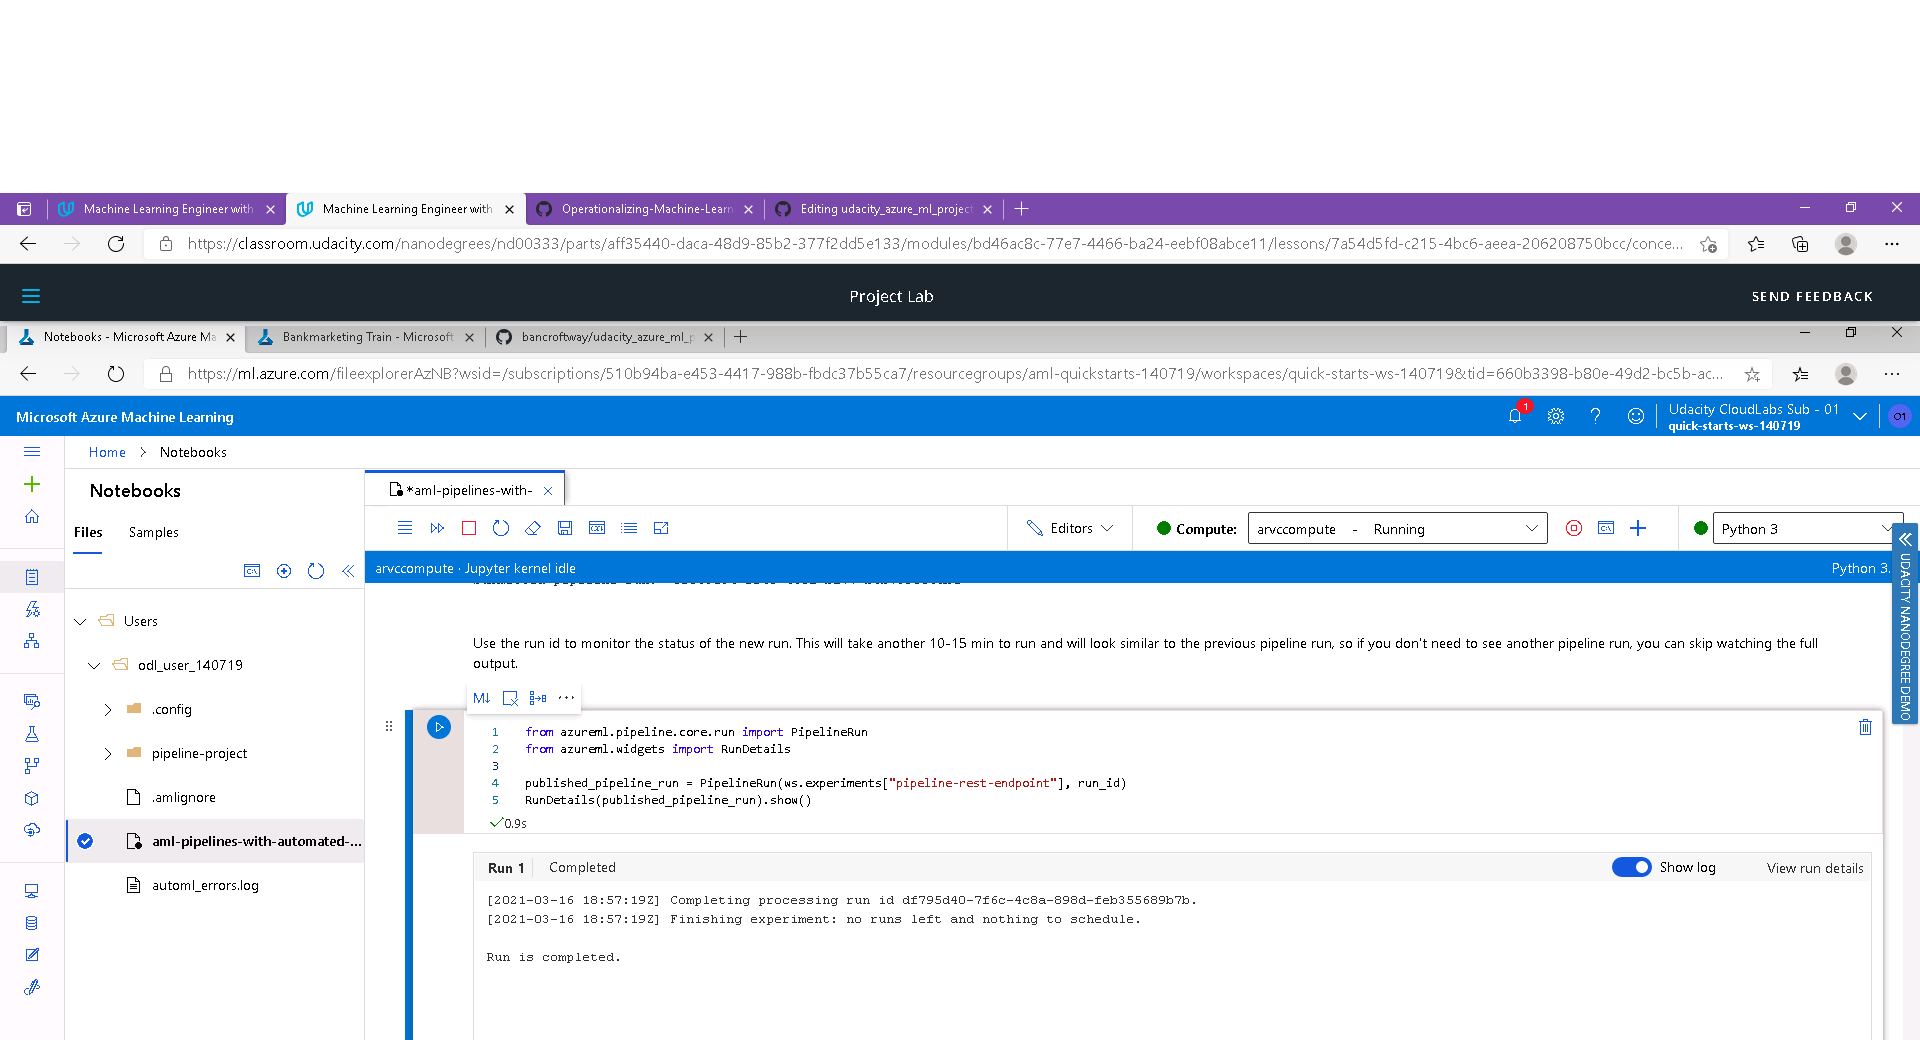 Machine Learning Engineer with
Machine Learning Engineer with
Operationalizing-Machine-Learn
Editing udacity_azure_ml_project
https://classroom.udacity.com/nanodegrees/nd00333/parts/aff35440-daca-48d9-85b2-377f2dd5e133/modules/bd46ac8c-77e7-4466-ba24-eebf08abce11/lessons/7a54d5fd-c215-4bc6-aeea-206208750bcc/conce...
Project Lab
SEND FEEDBACK
Notebooks - Microsoft Azure Ma
Bankmarketing Train - Microsoft
bancroftway/udacity_azure_ml_p
https://ml.azure.com/fileexplorerAzNB?wsid=/subscriptions/510b94ba-e453-4417-988b-fbdc37b55ca7/resourcegroups/aml-quickstarts-140719/workspaces/quick-starts-ws-140719&tid=660b3398-b80e-49d2-bc5b-ac...
Microsoft Azure Machine Learning
1
Udacity CloudLabs Sub - 01
quick-starts-ws-140719
O1
Home > Notebooks
Notebooks
*aml-pipelines-with-
Files
Samples
Editors
Compute:
arvccompute - Running
Python 3
arvccompute · Jupyter kernel idle
Python 3.
UDACITY NANODEGREE DEMO
Users
odl_user_140719
.config
pipeline-project
.amlignore
aml-pipelines-with-automated-...
automl_errors.log
Use the run id to monitor the status of the new run. This will take another 10-15 min to run and will look similar to the previous pipeline run, so if you don't need to see another pipeline run, you can skip watching the full
output.
M↓
1 from azureml.pipeline.core.run import PipelineRun
2 from azureml.widgets import RunDetails
3
4 published_pipeline_run = PipelineRun(ws.experiments["pipeline-rest-endpoint"], run_id)
5 RunDetails(published_pipeline_run).show()
0.9s
Run 1
Completed
Show log
View run details
[2021-03-16 18:57:19Z] Completing processing run id df795d40-7f6c-4c8a-898d-feb355689b7b.
[2021-03-16 18:57:19Z] Finishing experiment: no runs left and nothing to schedule.
Run is completed.